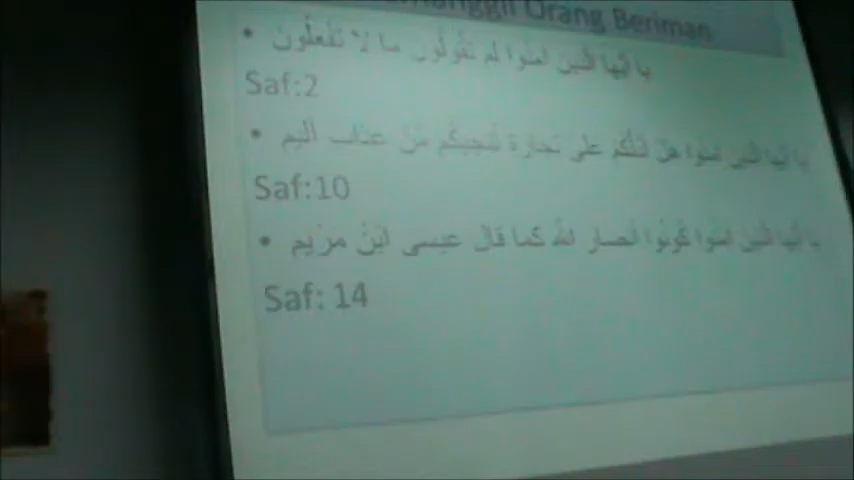 Orang Beriman
• يا أيها الذين آمنوا لم تقولون ما لا تفعلون
Saf:2
• يا أيها الذين آمنوا هل أدلكم على تجارة تنجيكم من عذاب أليم
Saf:10
• يا أيها الذين آمنوا كونوا أنصار الله كما قال عيسى ابن مريم
Saf: 14